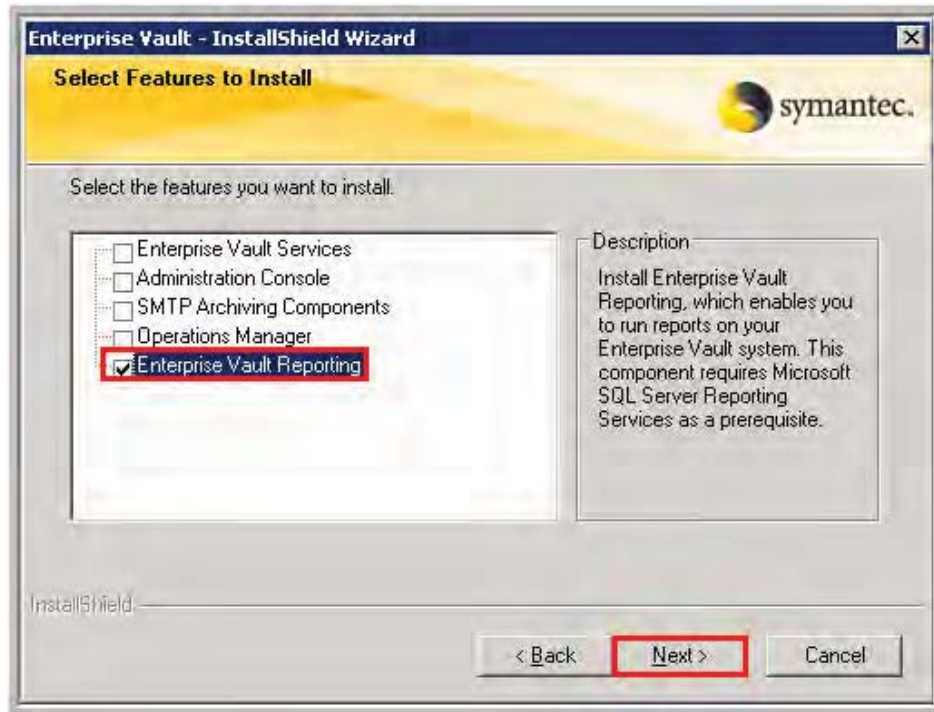 Enterprise Vault - InstallShield Wizard
Select Features to Install
symantec.
Select the features you want to install.
Enterprise Vault Services
Administration Console
SMTP Archiving Components
Operations Manager
Enterprise Vault Reporting
Description
Install Enterprise Vault
Reporting, which enables you
to run reports on your
Enterprise Vault system. This
component requires Microsoft
SQL Server Reporting
Services as a prerequisite.
InstallShield
< Back
Next >
Cancel